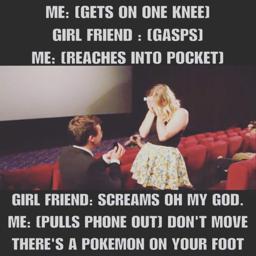 ME: (GETS ON ONE KNEE)
GIRL FRIEND : (GASPS)
ME: (REACHES INTO POCKET)
GIRL FRIEND: SCREAMS OH MY GOD.
ME: (PULLS PHONE OUT) DON'T MOVE
THERE'S A POKEMON ON YOUR FOOT